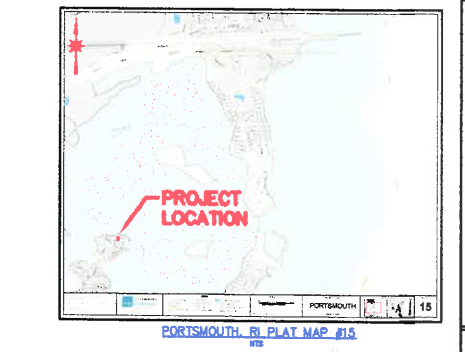 PROJECT
LOCATION
PORTSMOUTH
15
PORTSMOUTH, RI PLAT MAP #15
NTS